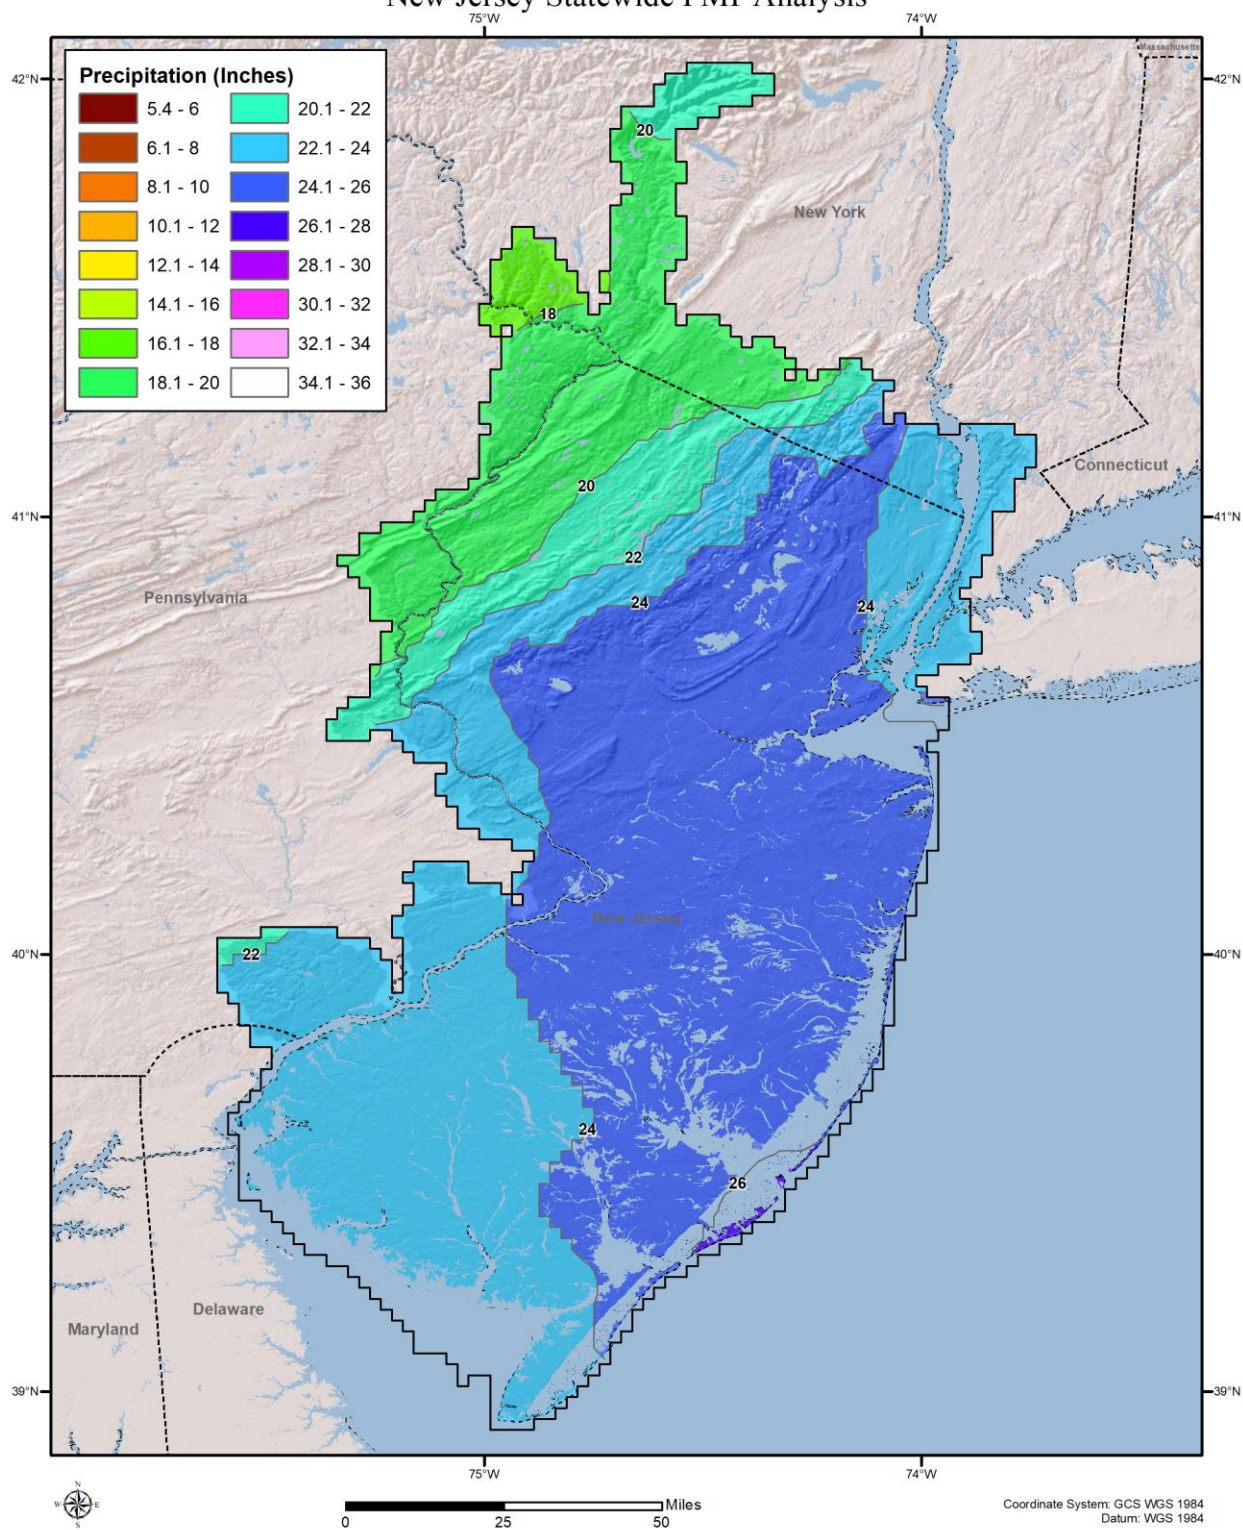 New Jersey Statewide PMP Analysis
75°W
74°W
Massachusetts
42°N
42°N
Precipitation (Inches)
5.4 - 6
20.1 - 22
6.1 - 8
22.1 - 24
8.1 - 10
24.1 - 26
10.1 - 12
26.1 - 28
12.1 - 14
28.1 - 30
14.1 - 16
30.1 - 32
16.1 - 18
32.1 - 34
18.1 - 20
34.1 - 36
20
New York
18
Connecticut
20
41°N
41°N
22
Pennsylvania
24
24
New Jersey
22
40°N
40°N
24
26
Delaware
Maryland
39°N
39°N
75°W
74°W
N
W
E
S
Miles
0
25
50
Coordinate System: GCS WGS 1984
Datum: WGS 1984